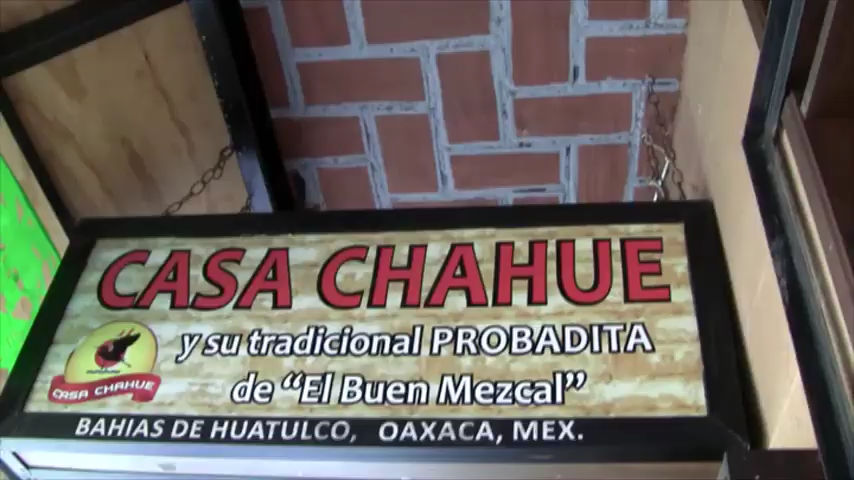 CASA CHAHUE
y su tradicional PROBADITA
de “El Buen Mezcal”
CASA CHAHUE
BAHIAS DE HUATULCO, OAXACA, MEX.